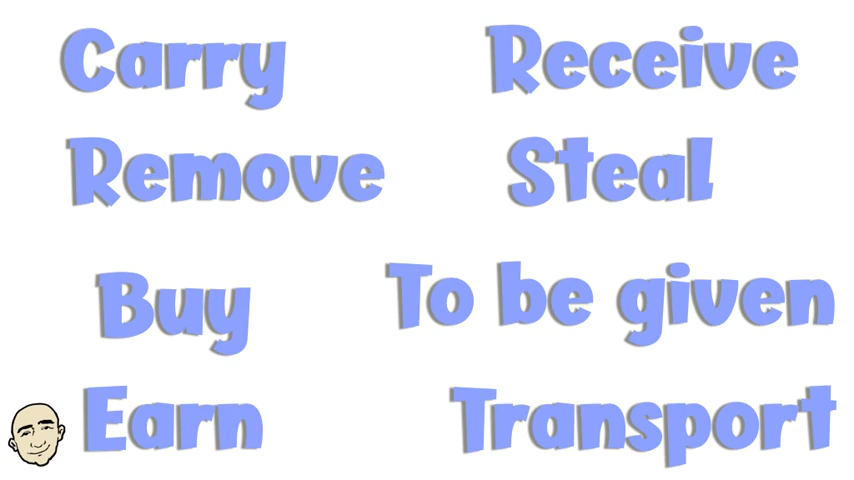 Carry
Receive
Remove
Steal
Buy
To be given
Earn
Transport